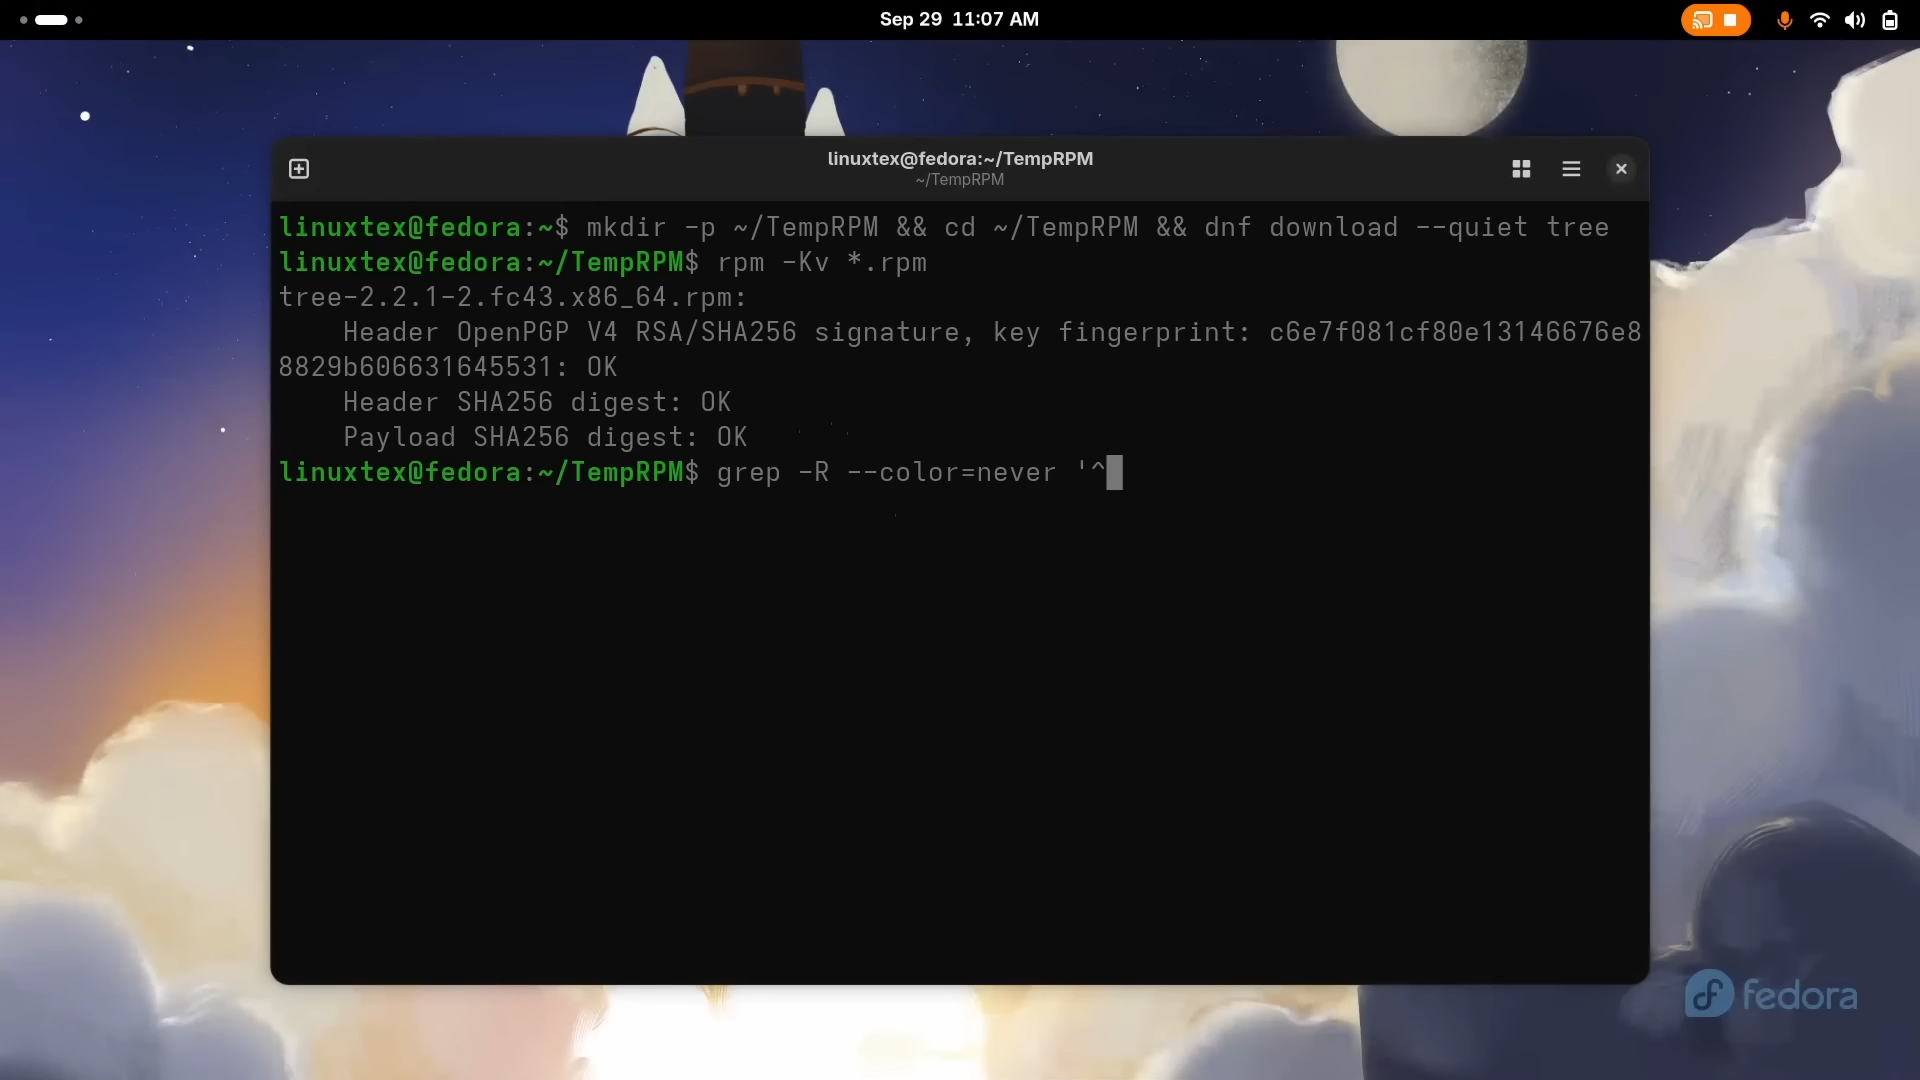 Sep 29 11:07 AM
linuxtex@fedora:~/TempRPM
~/TempRPM
linuxtex@fedora:~$ mkdir -p ~/TempRPM && cd ~/TempRPM && dnf download --quiet tree
linuxtex@fedora:~/TempRPM$ rpm -Kv *.rpm
tree-2.2.1-2.fc43.x86_64.rpm:
    Header OpenPGP V4 RSA/SHA256 signature, key fingerprint: c6e7f081cf80e13146676e8
8829b606631645531: OK
    Header SHA256 digest: OK
    Payload SHA256 digest: OK
linuxtex@fedora:~/TempRPM$ grep -R --color=never '^
fedora